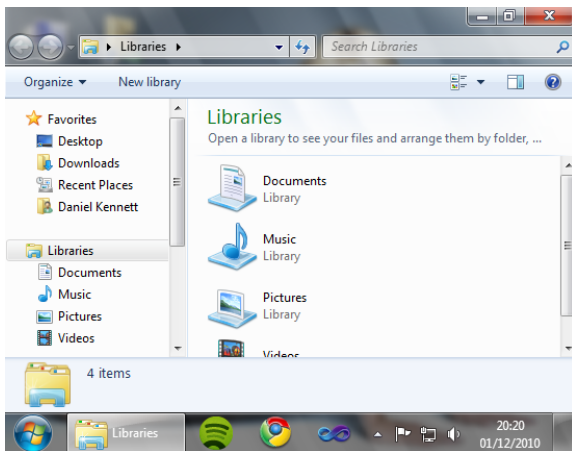 Libraries
Search Libraries
Organize
New library
Favorites
Desktop
Downloads
Recent Places
Daniel Kennett
Libraries
Documents
Music
Pictures
Videos
Libraries
Open a library to see your files and arrange them by folder, ...
Documents
Library
Music
Library
Pictures
Library
Videos
4 items
Libraries
20:20
01/12/2010